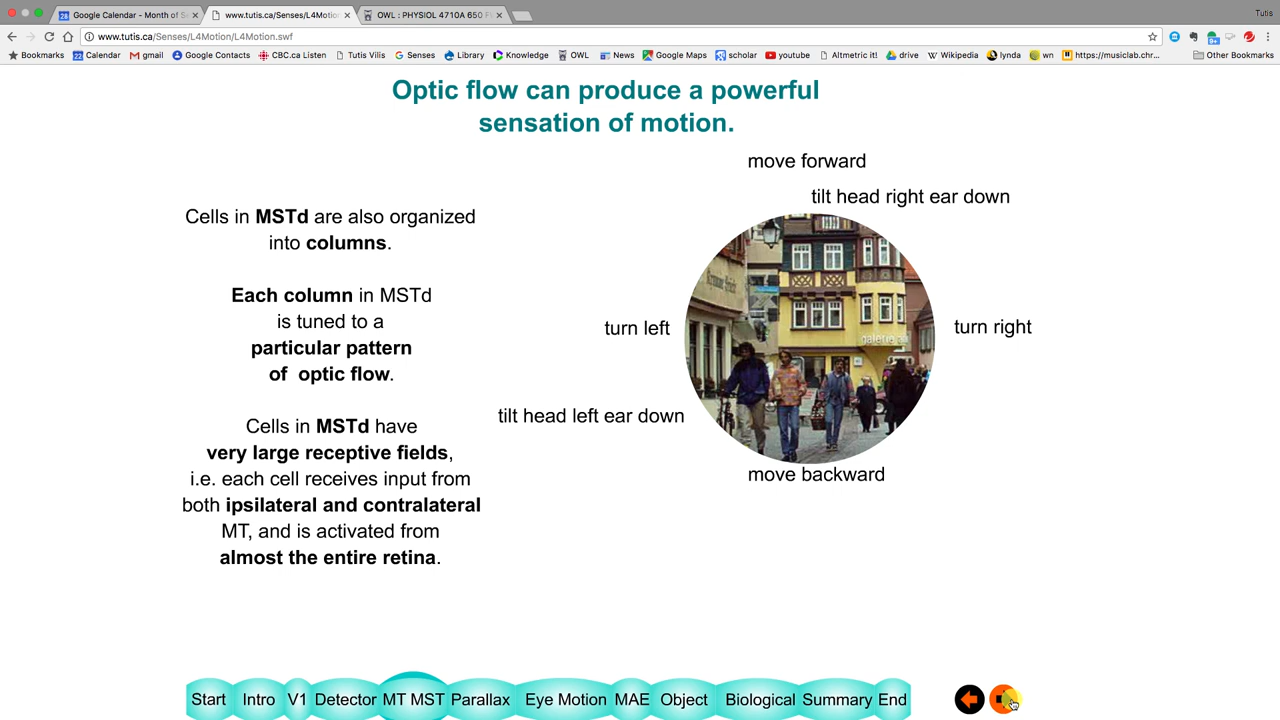 Google Calendar - Month of S
www.tutis.ca/Senses/L4Motio
OWL : PHYSIOL 4710A 650 F
Tutis
www.tutis.ca/Senses/L4Motion/L4Motion.swf
Bookmarks Calendar gmail Google Contacts CBC.ca Listen Tutis Vilis Senses Library Knowledge OWL News Google Maps scholar youtube Altmetric it! drive Wikipedia lynda wn https://musiclab.chr... Other Bookmarks
Optic flow can produce a powerful
sensation of motion.
Cells in MSTd are also organized
into columns.
Each column in MSTd
is tuned to a
particular pattern
of optic flow.
Cells in MSTd have
very large receptive fields,
i.e. each cell receives input from
both ipsilateral and contralateral
MT, and is activated from
almost the entire retina.
move forward
tilt head right ear down
turn left
turn right
tilt head left ear down
move backward
Start Intro V1 Detector MT MST Parallax Eye Motion MAE Object Biological Summary End